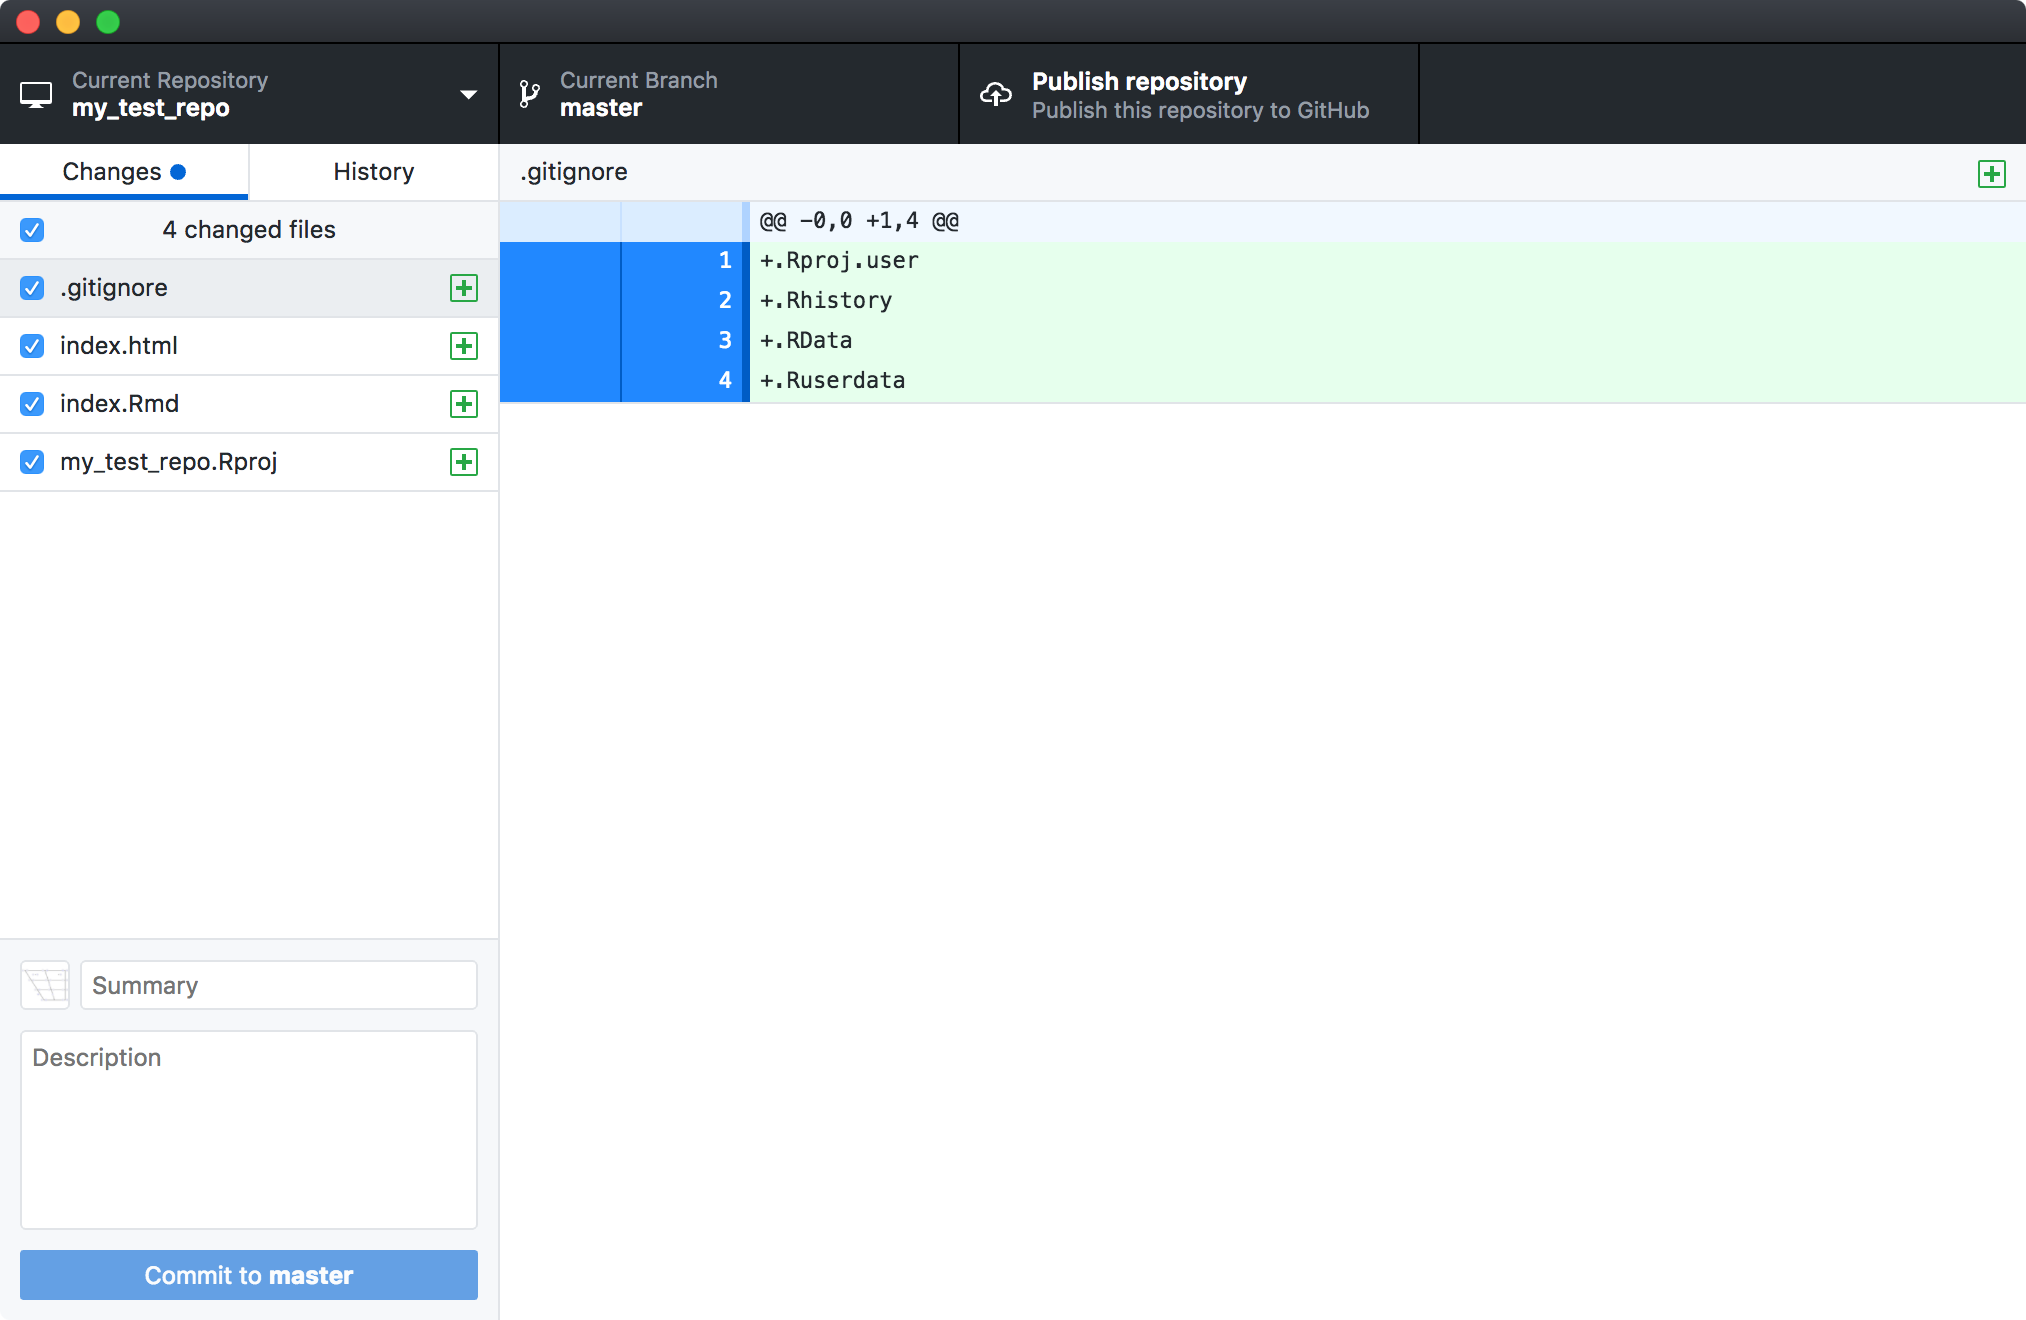 Current Repository
my_test_repo
Current Branch
master
Publish repository
Publish this repository to GitHub
Changes
History
.gitignore
4 changed files
@@ -0,0 +1,4 @@
.gitignore
1 +.Rproj.user
2 +.Rhistory
index.html
3 +.RData
4 +.Ruserdata
index.Rmd
my_test_repo.Rproj
Summary
Description
Commit to master